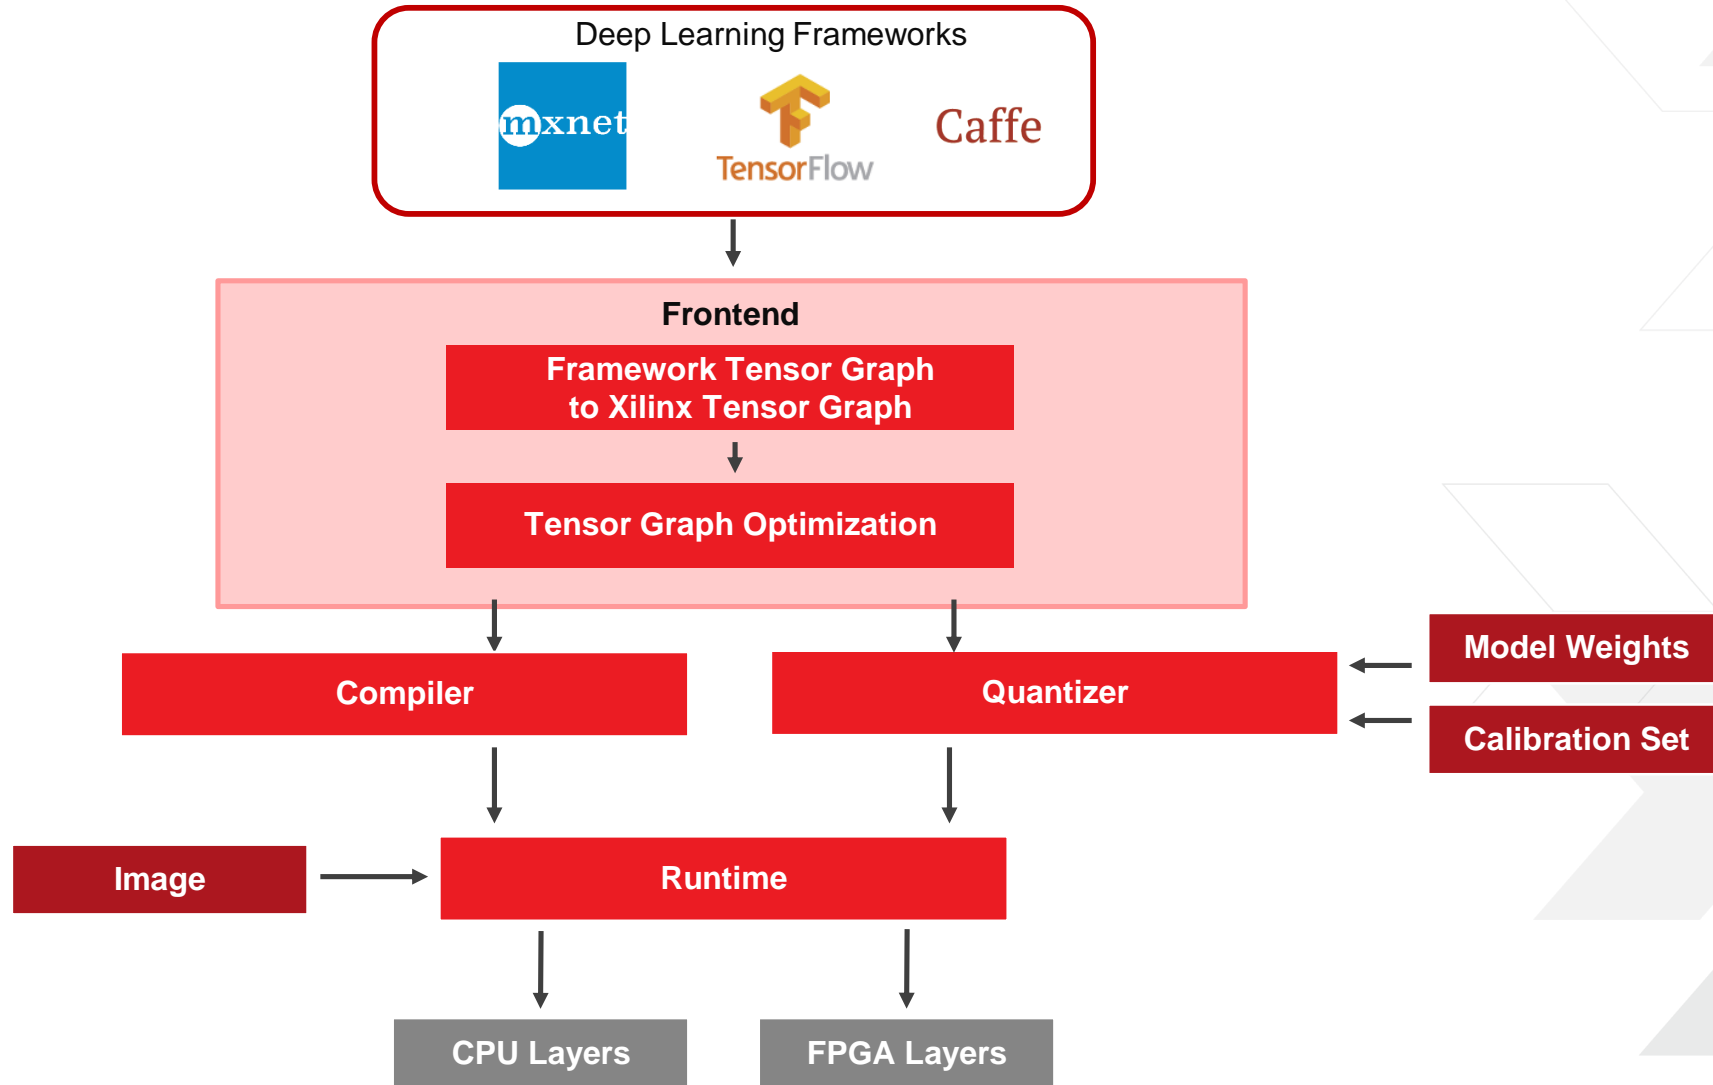 Deep Learning Frameworks
mxnet
TensorFlow
Caffe
Frontend
Framework Tensor Graph
to Xilinx Tensor Graph
Tensor Graph Optimization
Compiler
Quantizer
Model Weights
Calibration Set
Image
Runtime
CPU Layers
FPGA Layers